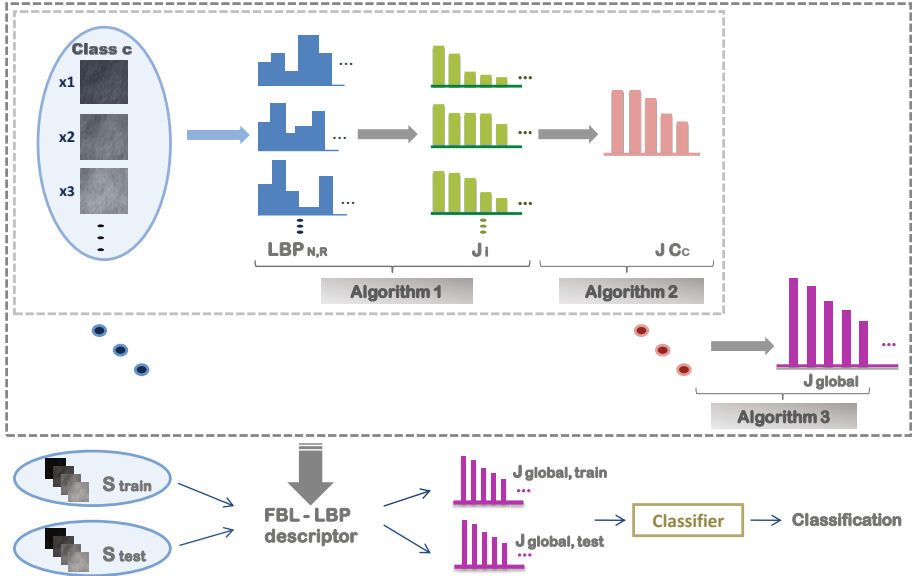 Class c
x1
x2
x3
LBP N,R
J I
J C C
Algorithm 1
Algorithm 2
J global
Algorithm 3
S train
S test
FBL - LBP
descriptor
J global, train
J global, test
Classifier
Classification